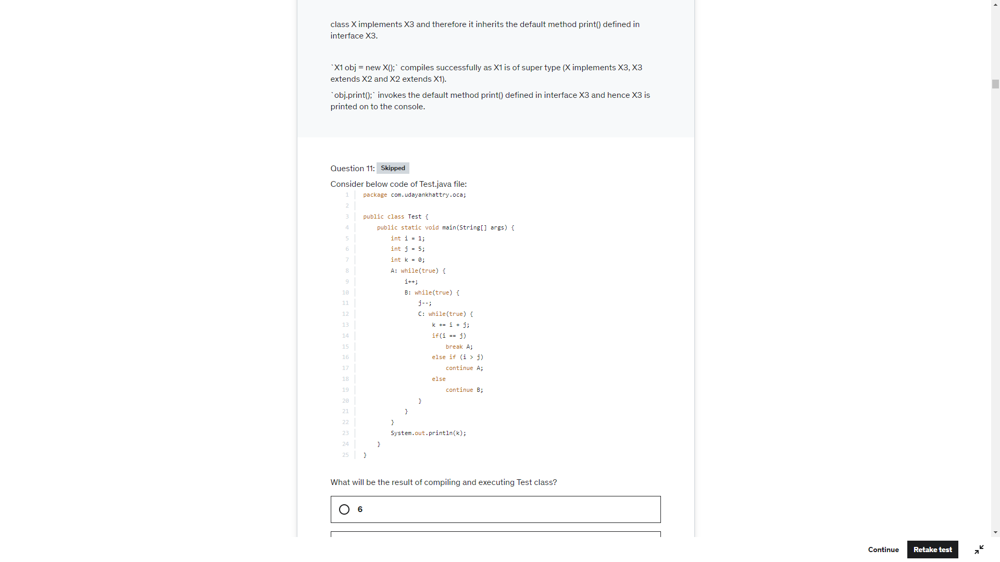 class X implements X3 and therefore it inherits the default method print() defined in
interface X3.
`X1 obj = new X();` compiles successfully as X1 is of super type (X implements X3, X3
extends X2 and X2 extends X1).
`obj.print();` invokes the default method print() defined in interface X3 and hence X3 is
printed on to the console.
Question 11: Skipped
Consider below code of Test.java file:
1 package com.udayankhattry.oca;
2
3 public class Test {
4 public static void main(String[] args) {
5 int i = 1;
6 int j = 5;
7 int k = 0;
8 A: while(true) {
9 i++;
10 B: while(true) {
11 j--;
12 C: while(true) {
13 k += i + j;
14 if(i == j)
15 break A;
16 else if (i > j)
17 continue A;
18 else
19 continue B;
20 }
21 }
22 }
23 System.out.println(k);
24 }
25 }
What will be the result of compiling and executing Test class?
6
Continue Retake test